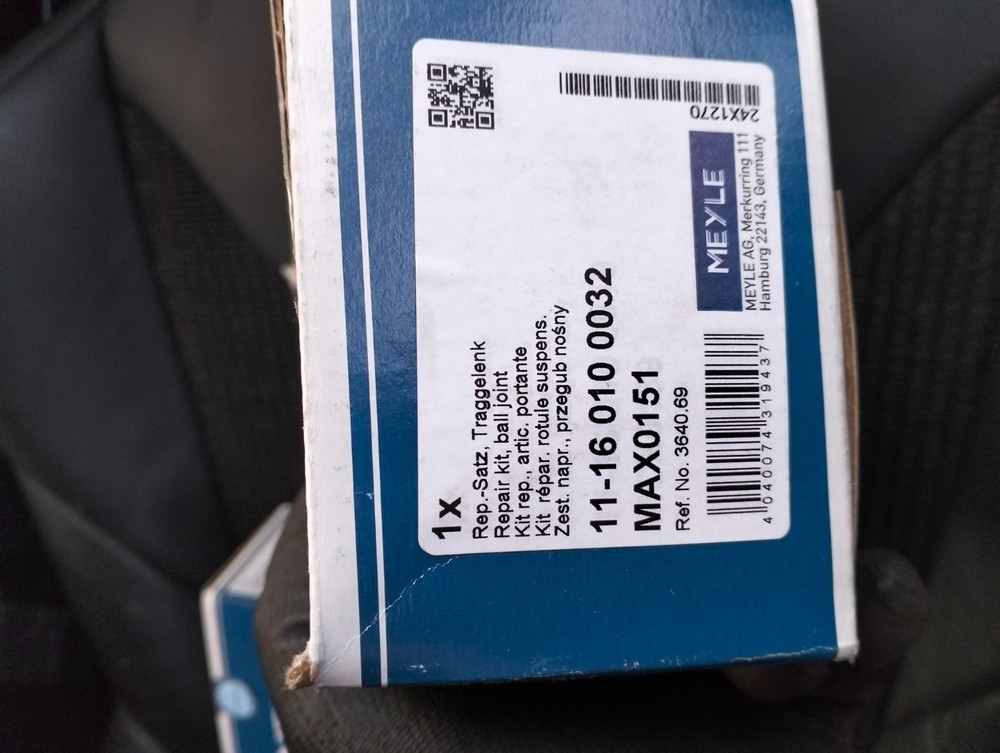 1x
Rep.-Satz, Traggelenk
Repair kit, ball joint
Kit rep., artic. portante
Kit répar. rotule suspens.
Zest. napr., przegub nośny
11-16 010 0032
MAX0151
Ref. No. 3640.69
4 040074 319437
MEYLE
MEYLE AG, Merkurring 111
Hamburg 22143, Germany
24X1270